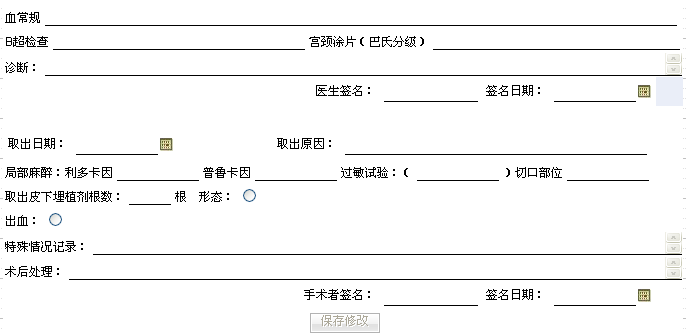 血常规
B超检查 宫颈涂片(巴氏分级)
诊断：
医生签名： 签名日期：
取出日期： 取出原因：
局部麻醉：利多卡因 普鲁卡因 过敏试验：( )切口部位
取出皮下埋植剂根数： 根 形态：
出血：
特殊情况记录：
术后处理：
手术者签名： 签名日期：
保存修改